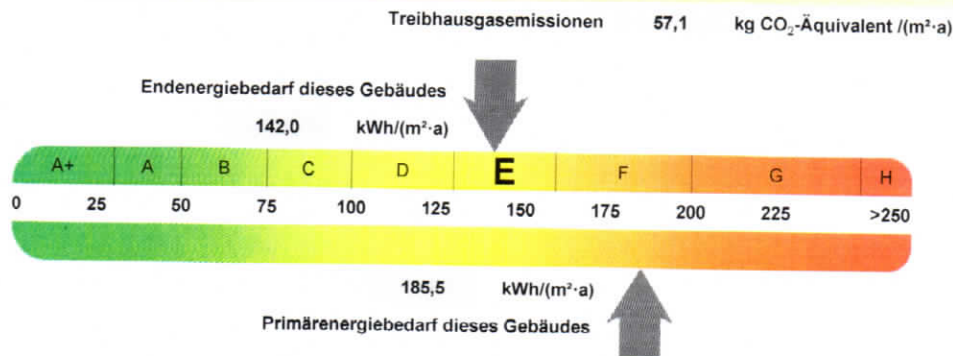 Treibhausgasemissionen 57,1 kg CO₂-Äquivalent /(m²·a)
Endenergiebedarf dieses Gebäudes
142,0 kWh/(m²·a)
A+ A B C D E F G H
0 25 50 75 100 125 150 175 200 225 >250
185,5 kWh/(m²·a)
Primärenergiebedarf dieses Gebäudes